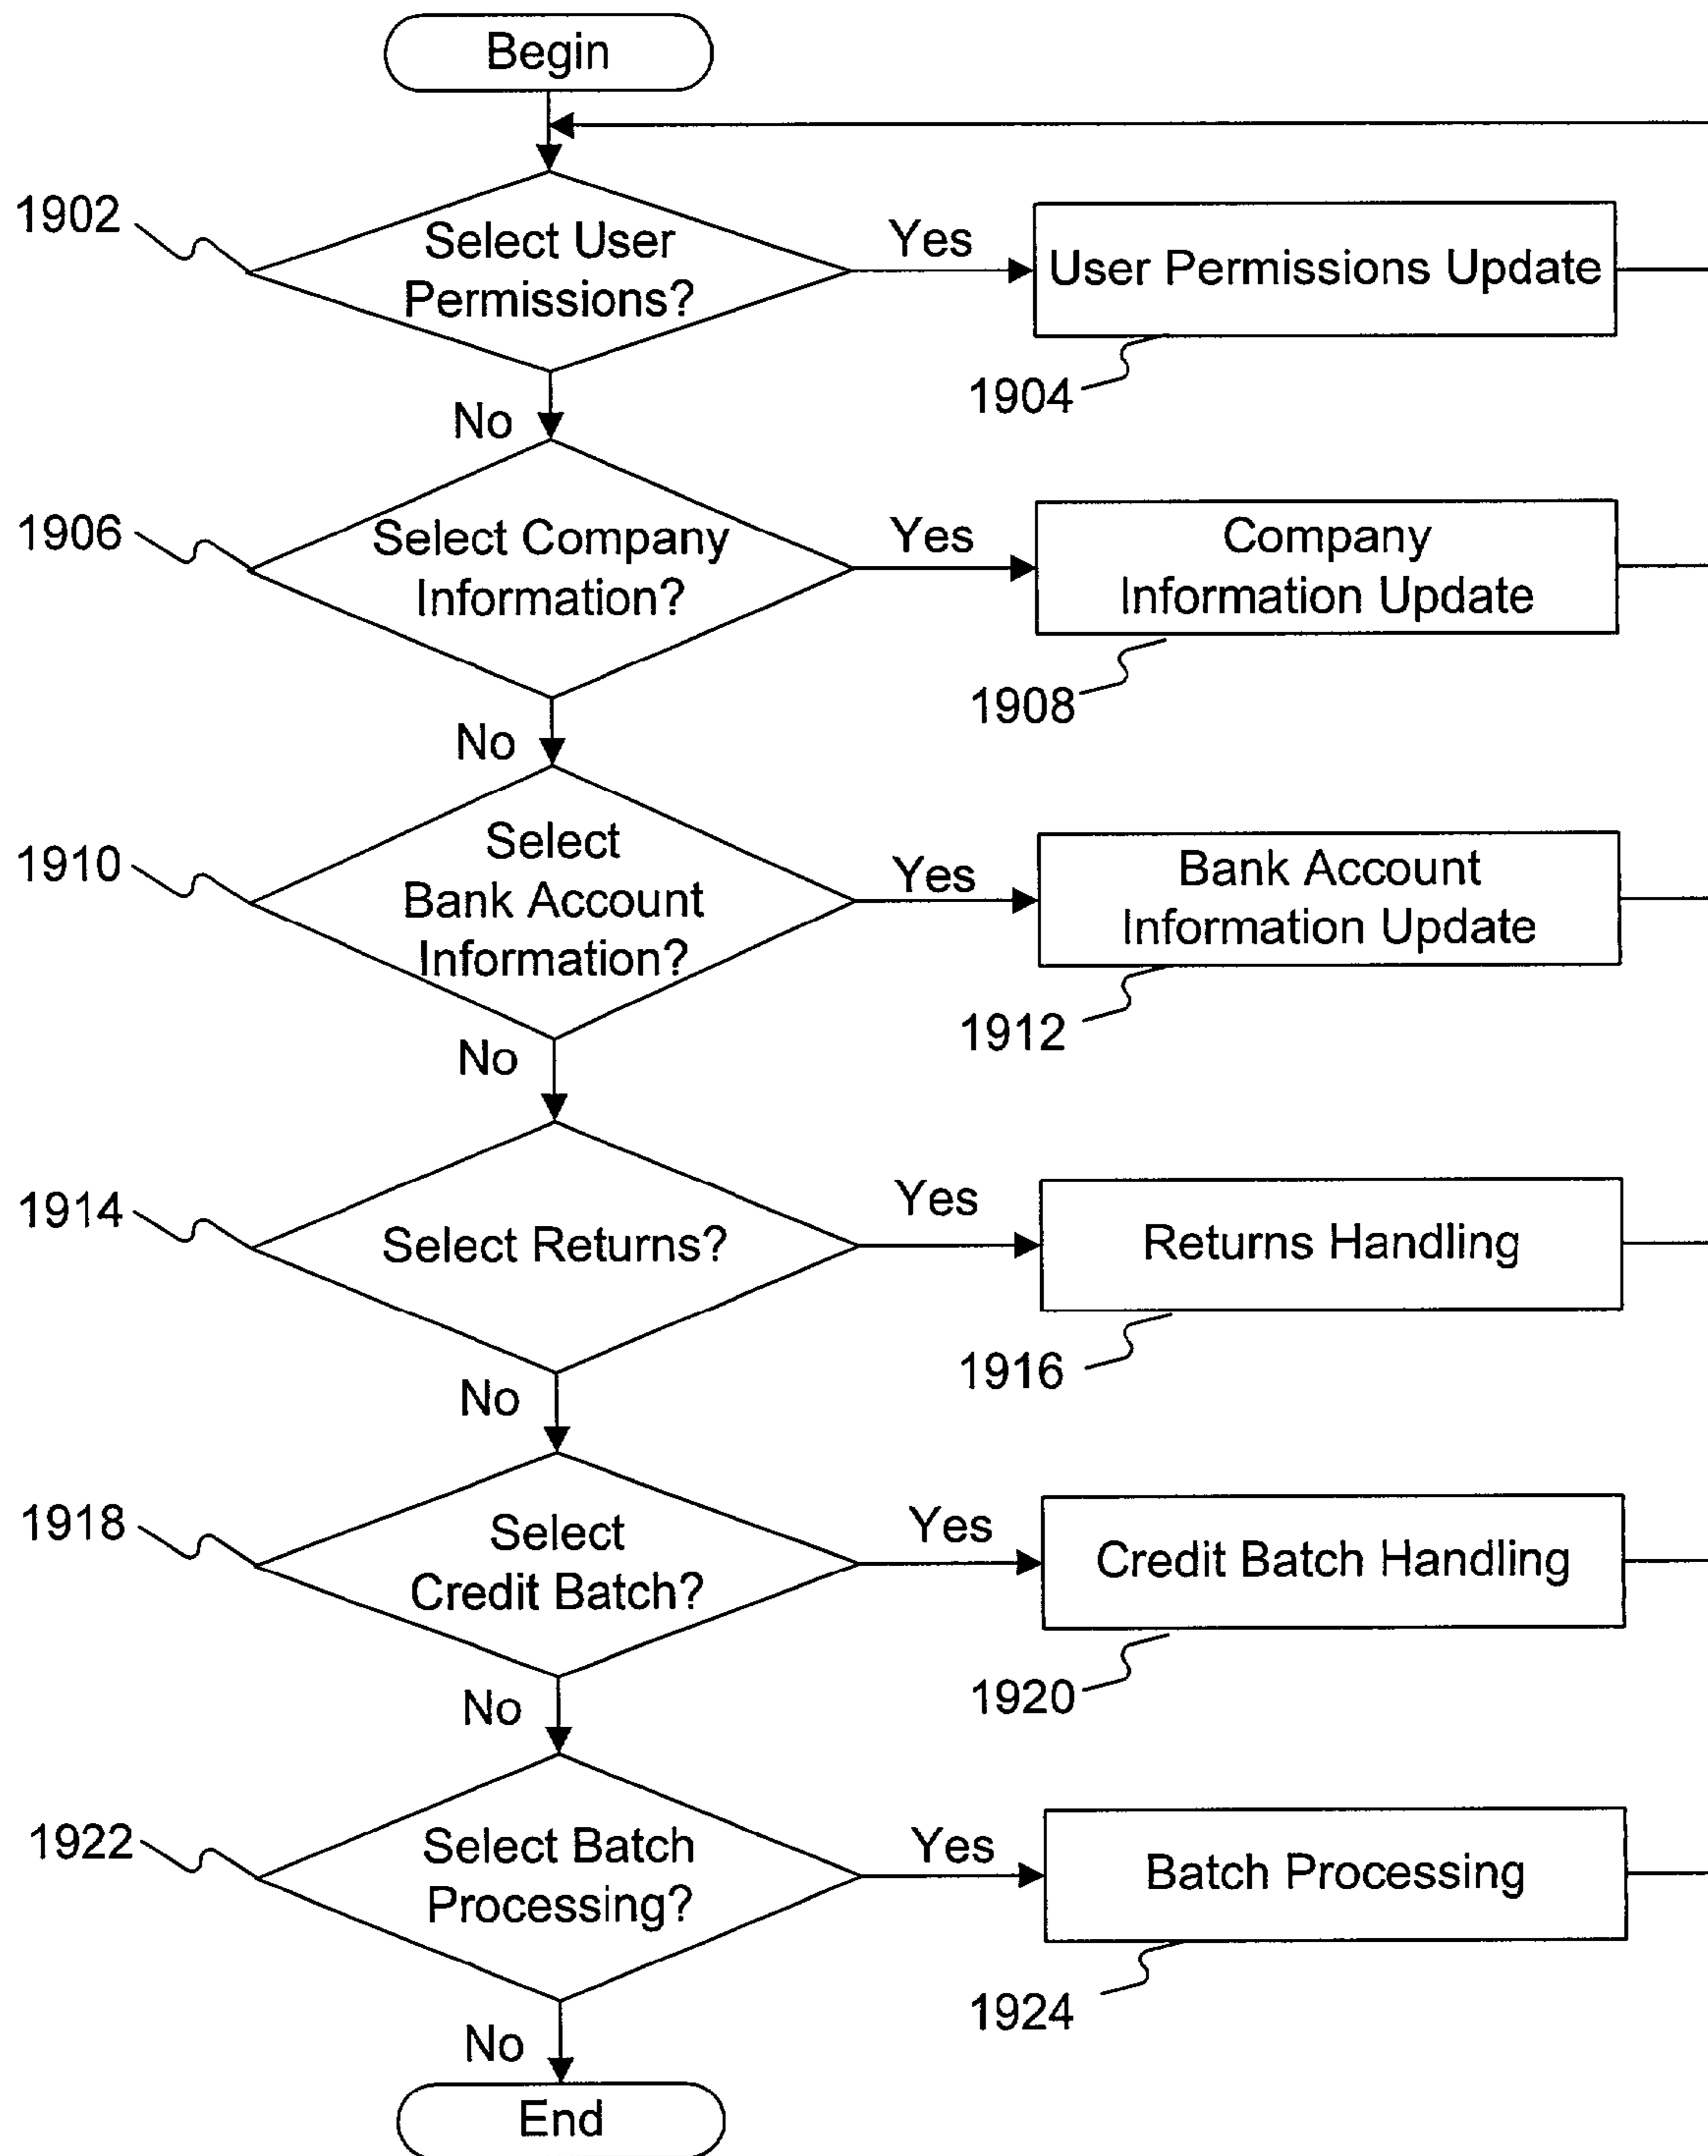 Begin
1902
Select User
Permissions?
Yes
User Permissions Update
1904
No
1906
Select Company
Information?
Yes
Company
Information Update
1908
No
1910
Select
Bank Account
Information?
Yes
Bank Account
Information Update
1912
No
1914
Select Returns?
Yes
Returns Handling
1916
No
1918
Select
Credit Batch?
Yes
Credit Batch Handling
1920
No
1922
Select Batch
Processing?
Yes
Batch Processing
1924
No
End